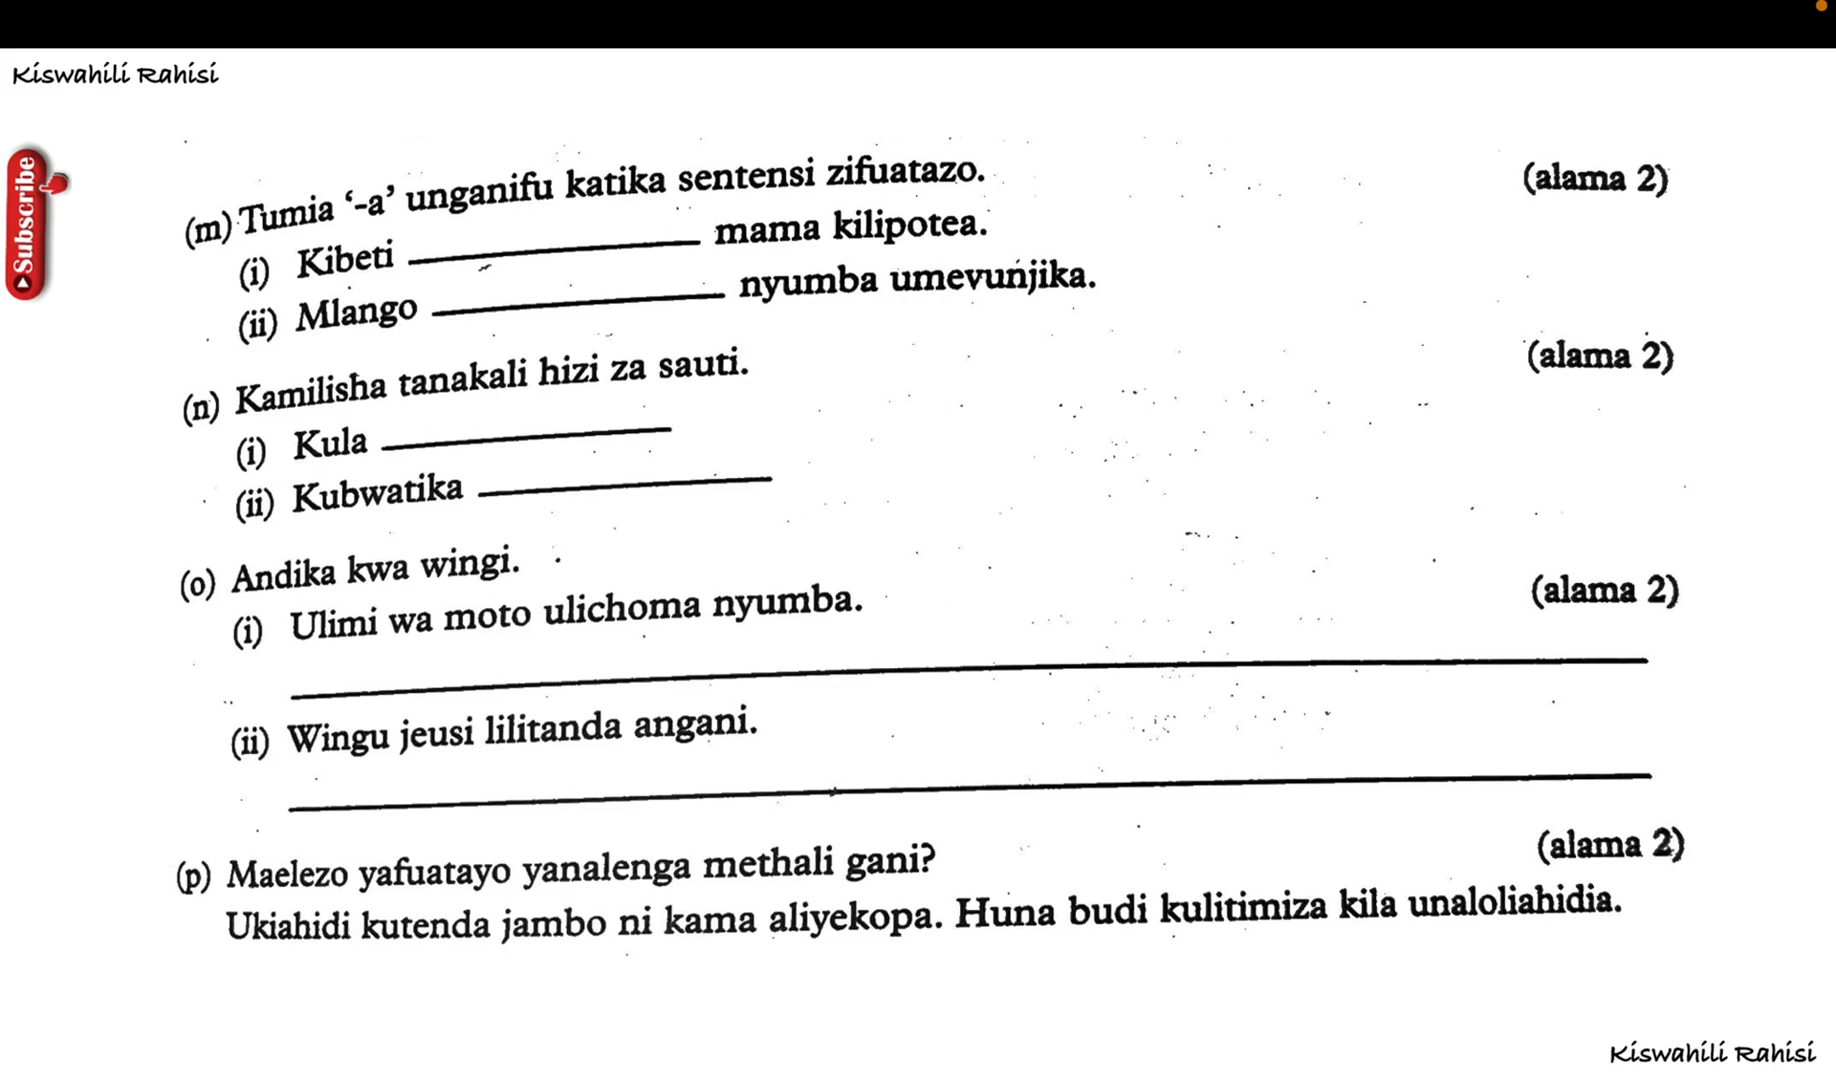 Kiswahili Rahisi
Subscribe
(m) Tumia ‘-a’ unganifu katika sentensi zifuatazo. (alama 2)
(i) Kibeti ____________ mama kilipotea.
(ii) Mlango ____________ nyumba umevunjika.
(n) Kamilisha tanakali hizi za sauti. (alama 2)
(i) Kula ____________
(ii) Kubwatika ____________
(o) Andika kwa wingi. (alama 2)
(i) Ulimi wa moto ulichoma nyumba.
(ii) Wingu jeusi lilitanda angani.
(p) Maelezo yafuatayo yanalenga methali gani? (alama 2)
Ukiahidi kutenda jambo ni kama aliyekopa. Huna budi kulitimiza kila unaloliahidia.
Kiswahili Rahisi